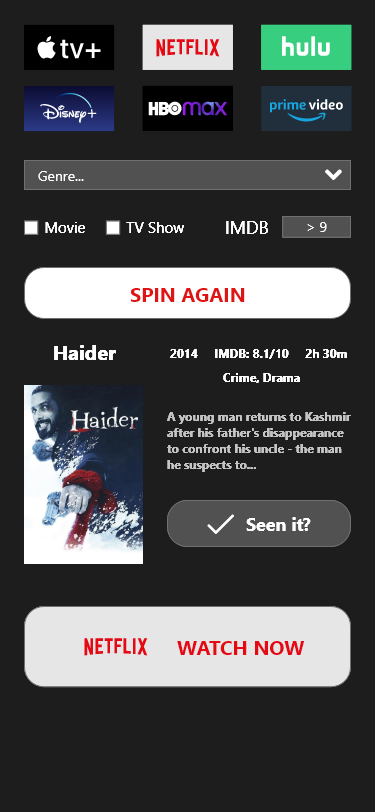 tv+
NETFLIX
hulu
Disney+
HBOmax
prime video
Genre...
Movie
TV Show
IMDB
> 9
SPIN AGAIN
Haider
2014
IMDB: 8.1/10
2h 30m
Crime, Drama
Haider
A young man returns to Kashmir
after his father's disappearance
to confront his uncle - the man
he suspects to...
Seen it?
NETFLIX
WATCH NOW